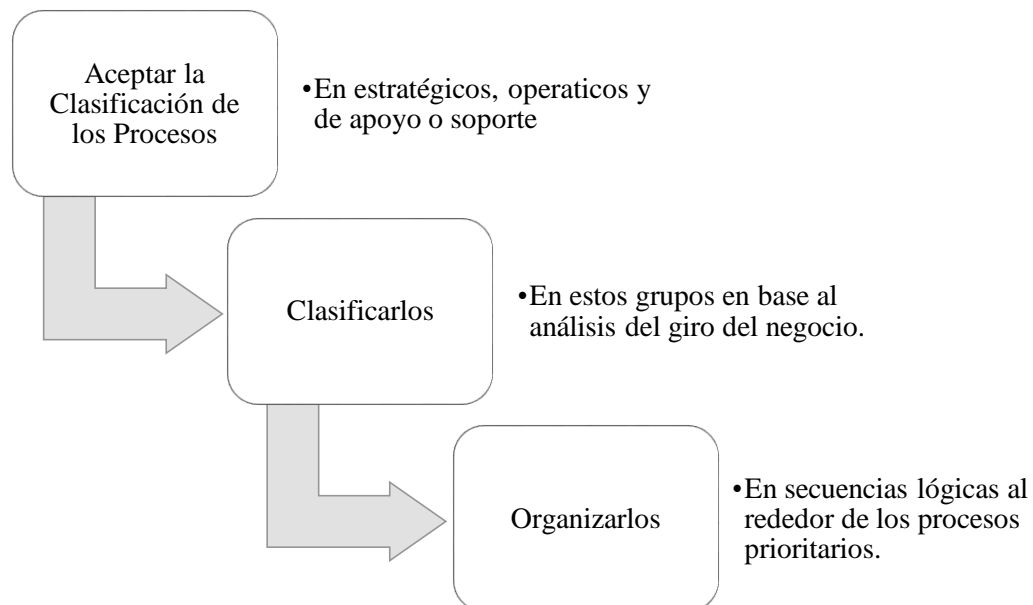 Aceptar la
Clasificación de
los Procesos
•En estratégicos, operaticos y
de apoyo o soporte
Clasificarlos
•En estos grupos en base al
análisis del giro del negocio.
Organizarlos
•En secuencias lógicas al
rededor de los procesos
prioritarios.